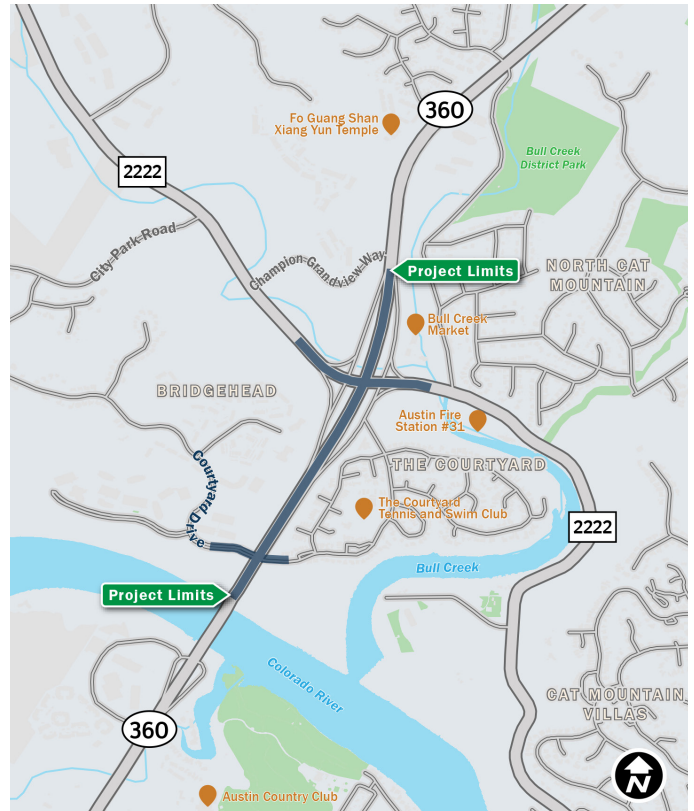 360
Fo Guang Shan
Xiang Yun Temple
Bull Creek
District Park
2222
City Park Road
Champion Grandview Way
Project Limits
NORTH CAT
MOUNTAIN
Bull Creek
Market
BRIDGEHEAD
Austin Fire
Station #31
THE COURTYARD
Courtyard Drive
The Courtyard
Tennis and Swim Club
2222
Bull Creek
Project Limits
Colorado River
CAT MOUNTAIN
VILLAS
360
N
Austin Country Club